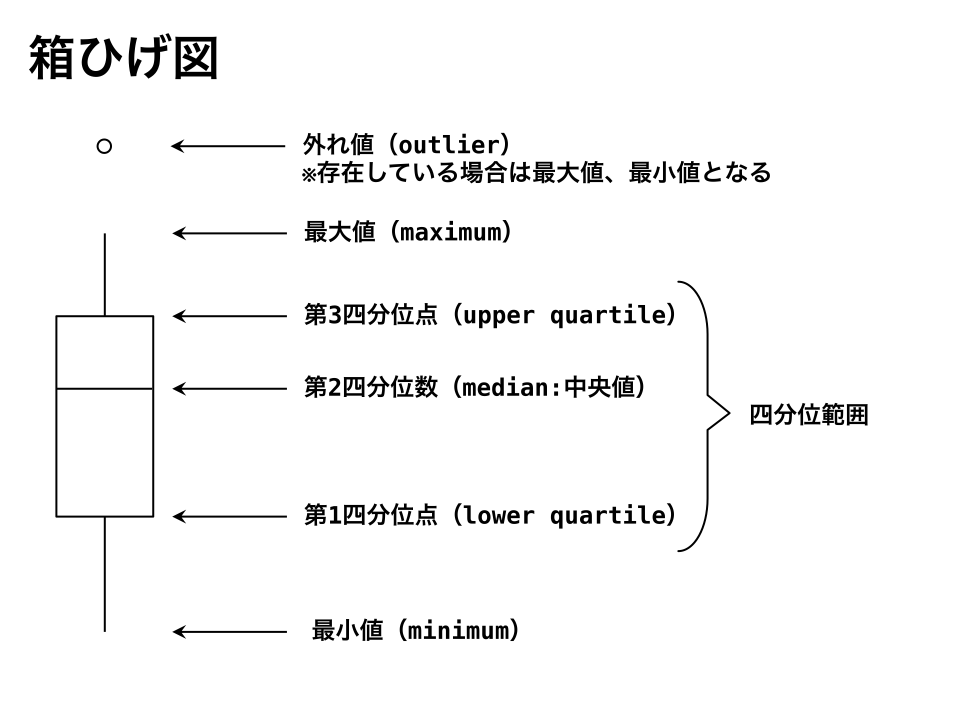 箱ひげ図
外れ値（outlier）
※存在している場合は最大値、最小値となる
最大値（maximum）
第3四分位点（upper quartile）
第2四分位数（median:中央値）
四分位範囲
第1四分位点（lower quartile）
最小値（minimum）